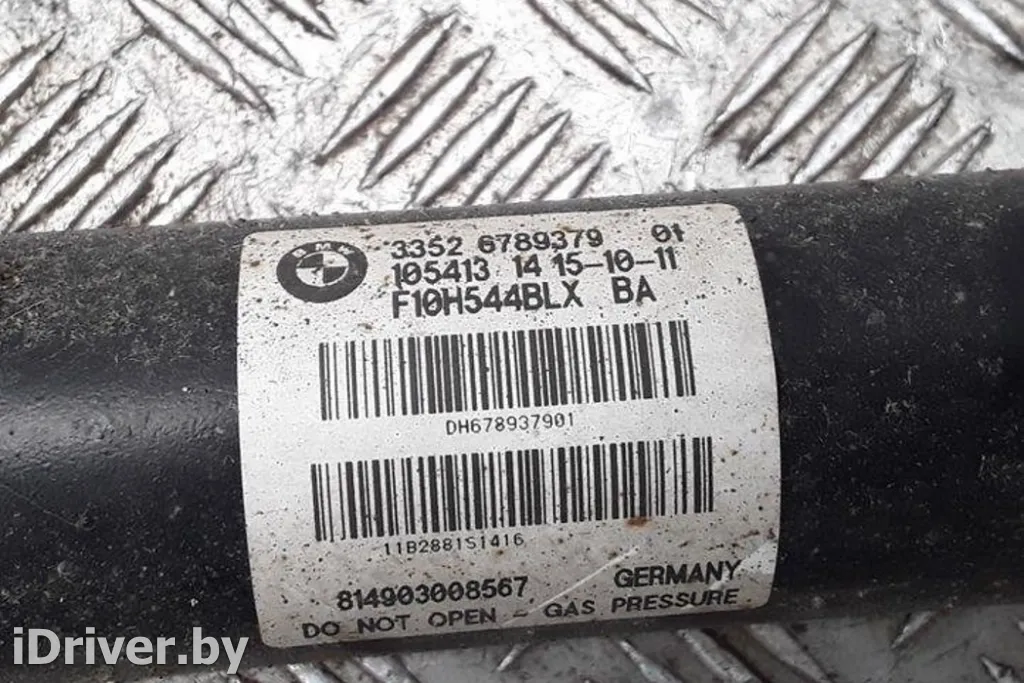 BMW
3352 6789379 01
105413 14 15-10-11
F10H544BLX BA
DH678937901
11B2881S1416
814903008567 GERMANY
DO NOT OPEN - GAS PRESSURE
iDriver.by